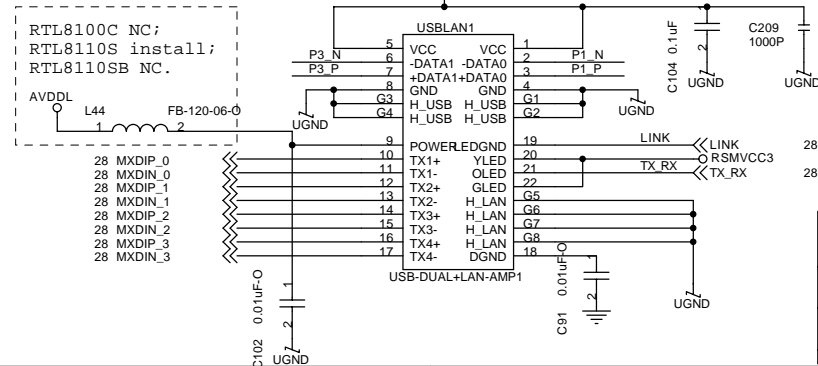 RTL8100C NC;
RTL8110S install;
RTL8110SB NC.
AVDDL
L44
FB-120-06-O
1
2
USBLAN1
5 VCC VCC 1
P3_N 6 -DATA1 -DATA0 2 P1_N
P3_P 7 +DATA1+DATA0 3 P1_P
8 GND GND 4
G3 H_USB H_USB G1
G4 H_USB H_USB G2
UGND
UGND
9 POWERLEDGND 19 LINK LINK 28
28 MXDIP_0 10 TX1+ YLED 20 RSMVCC3
28 MXDIN_0 11 TX1- OLED 21 TX_RX TX_RX 28
28 MXDIP_1 12 TX2+ GLED 22
28 MXDIN_1 13 TX2- H_LAN G5
28 MXDIP_2 14 TX3+ H_LAN G6
28 MXDIN_2 15 TX3- H_LAN G7
28 MXDIP_3 16 TX4+ H_LAN G8
28 MXDIN_3 17 TX4- DGND 18
USB-DUAL+LAN-AMP1
C102 0.01uF-O
1
2
UGND
C91 0.01uF-O
1
2
UGND
C104 0.1uF
2
UGND
C209
1000P
UGND